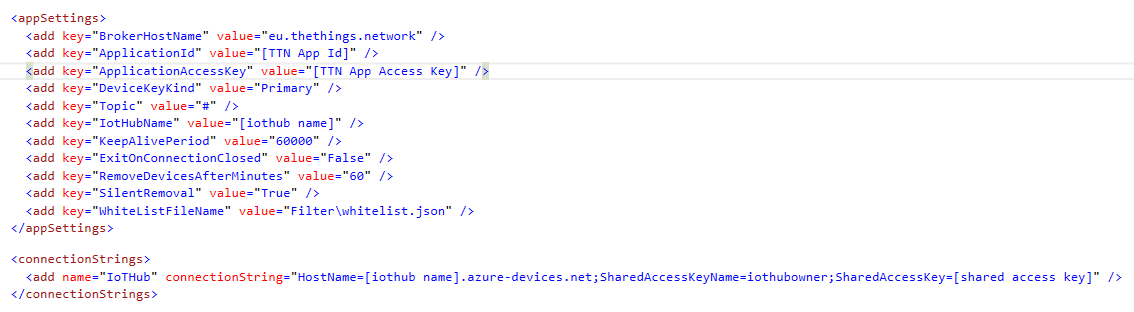 <appSettings>
<add key="BrokerHostName" value="eu.thethings.network" />
<add key="ApplicationId" value="[TTN App Id]" />
<add key="ApplicationAccessKey" value="[TTN App Access Key]" />
<add key="DeviceKeyKind" value="Primary" />
<add key="Topic" value="#" />
<add key="IotHubName" value="[iothub name]" />
<add key="KeepAlivePeriod" value="60000" />
<add key="ExitOnConnectionClosed" value="False" />
<add key="RemoveDevicesAfterMinutes" value="60" />
<add key="SilentRemoval" value="True" />
<add key="WhiteListFileName" value="Filter\whitelist.json" />
</appSettings>
<connectionStrings>
<add name="IoTHub" connectionString="HostName=[iothub name].azure-devices.net;SharedAccessKeyName=iothubowner;SharedAccessKey=[shared access key]" />
</connectionStrings>